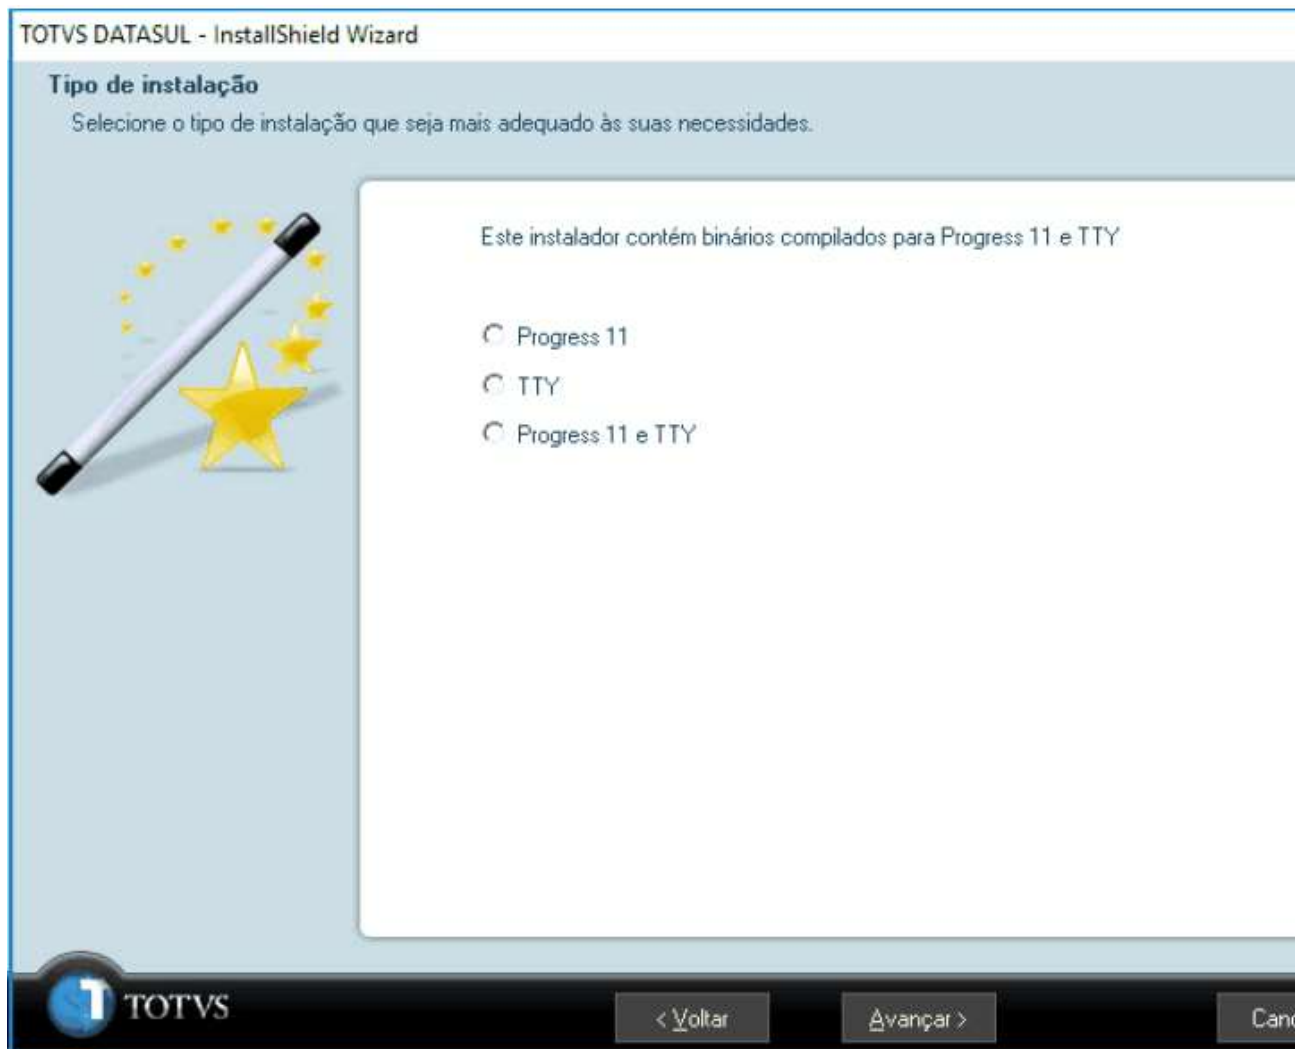 TOTVS DATASUL - InstallShield Wizard
Tipo de instalação
Selecione o tipo de instalação que seja mais adequado às suas necessidades.
Este instalador contém binários compilados para Progress 11 e TTY
Progress 11
TTY
Progress 11 e TTY
TOTVS
< Voltar
Avançar >
Canc